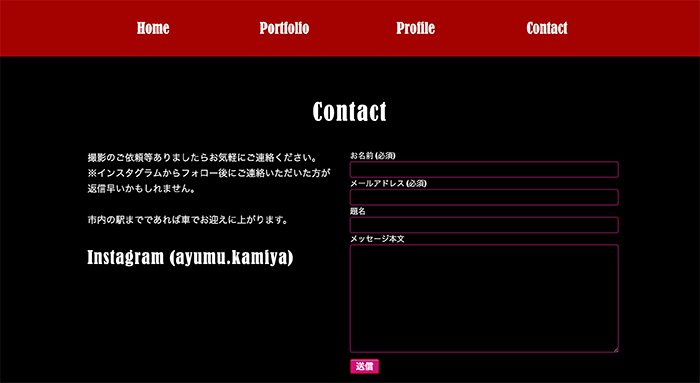 Home Portfolio Profile Contact
Contact
撮影のご依頼等ありましたらお気軽にご連絡ください。
※インスタグラムからフォロー後にご連絡いただいた方が
返信早いかもしれません。
市内の駅までであれば車でお迎えに上がります。
Instagram (ayumu.kamiya)
お名前 (必須)
メールアドレス (必須)
題名
メッセージ本文
送信